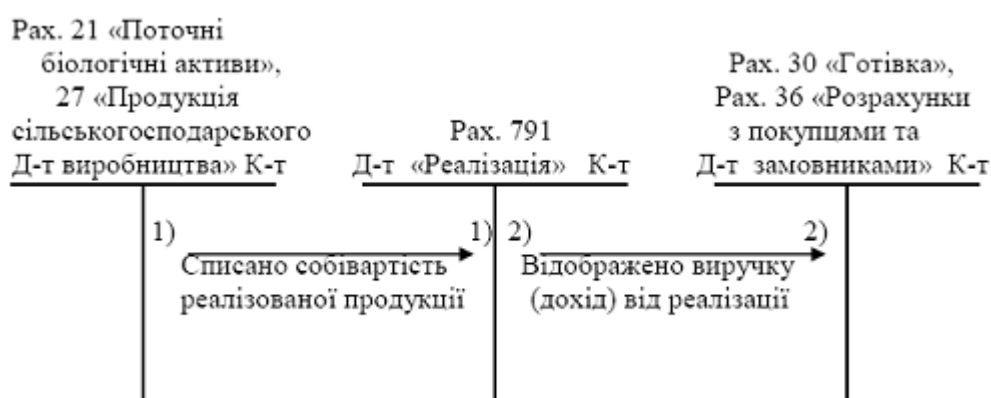 Рах. 21 «Поточні
біологічні активи»,
27 «Продукція
сільськогосподарського
Д-т виробництва» К-т
Рах. 791
Д-т «Реалізація» К-т
Рах. 30 «Готівка»,
Рах. 36 «Розрахунки
з покупцями та
Д-т замовниками» К-т
1) 1) 2) 2)
Списано собівартість
реалізованої продукції
Відображено виручку
(дохід) від реалізації